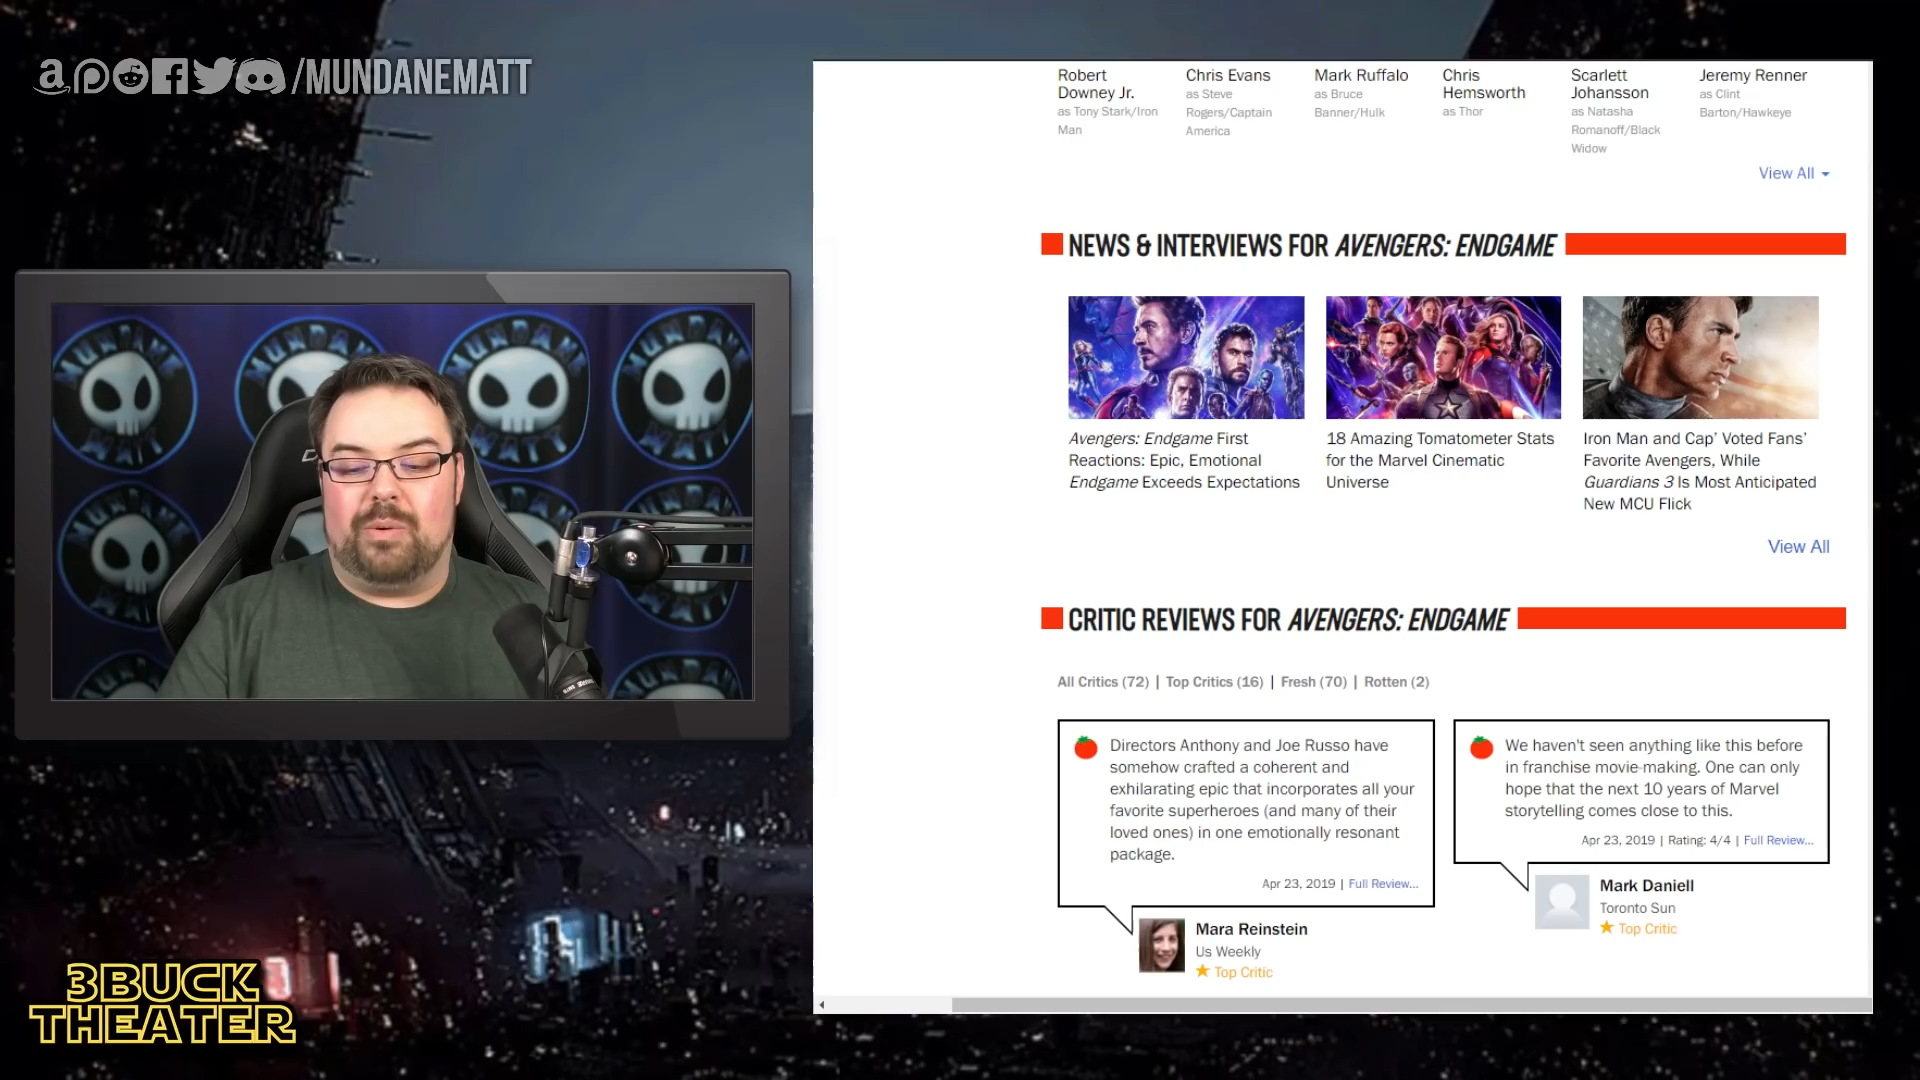 /MUNDANEMATT
MUNDANE
MATT
3BUCK
THEATER
Robert
Downey Jr.
as Tony Stark/Iron
Man
Chris Evans
as Steve
Rogers/Captain
America
Mark Ruffalo
as Bruce
Banner/Hulk
Chris
Hemsworth
as Thor
Scarlett
Johansson
as Natasha
Romanoff/Black
Widow
Jeremy Renner
as Clint
Barton/Hawkeye
View All
NEWS & INTERVIEWS FOR AVENGERS: ENDGAME
Avengers: Endgame First
Reactions: Epic, Emotional
Endgame Exceeds Expectations
18 Amazing Tomatometer Stats
for the Marvel Cinematic
Universe
Iron Man and Cap’ Voted Fans’
Favorite Avengers, While
Guardians 3 Is Most Anticipated
New MCU Flick
View All
CRITIC REVIEWS FOR AVENGERS: ENDGAME
All Critics (72) | Top Critics (16) | Fresh (70) | Rotten (2)
Directors Anthony and Joe Russo have
somehow crafted a coherent and
exhilarating epic that incorporates all your
favorite superheroes (and many of their
loved ones) in one emotionally resonant
package.
Apr 23, 2019 | Full Review...
Mara Reinstein
Us Weekly
Top Critic
We haven't seen anything like this before
in franchise movie-making. One can only
hope that the next 10 years of Marvel
storytelling comes close to this.
Apr 23, 2019 | Rating: 4/4 | Full Review...
Mark Daniell
Toronto Sun
Top Critic